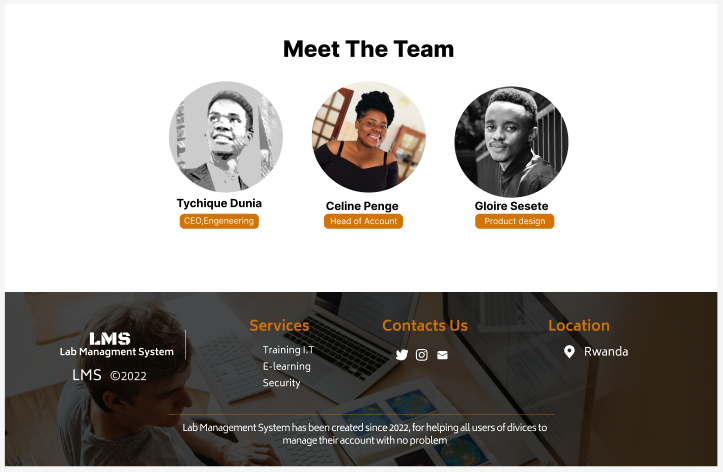 Meet The Team
Tychique Dunia
CEO,Engeneering
Celine Penge
Head of Account
Gloire Sesete
Product design
LMS
Lab Managment System
LMS ©2022
Services
Training I.T
E-learning
Security
Contacts Us
Location
Rwanda
Lab Management System has been created since 2022, for helping all users of divices to
manage their account with no problem